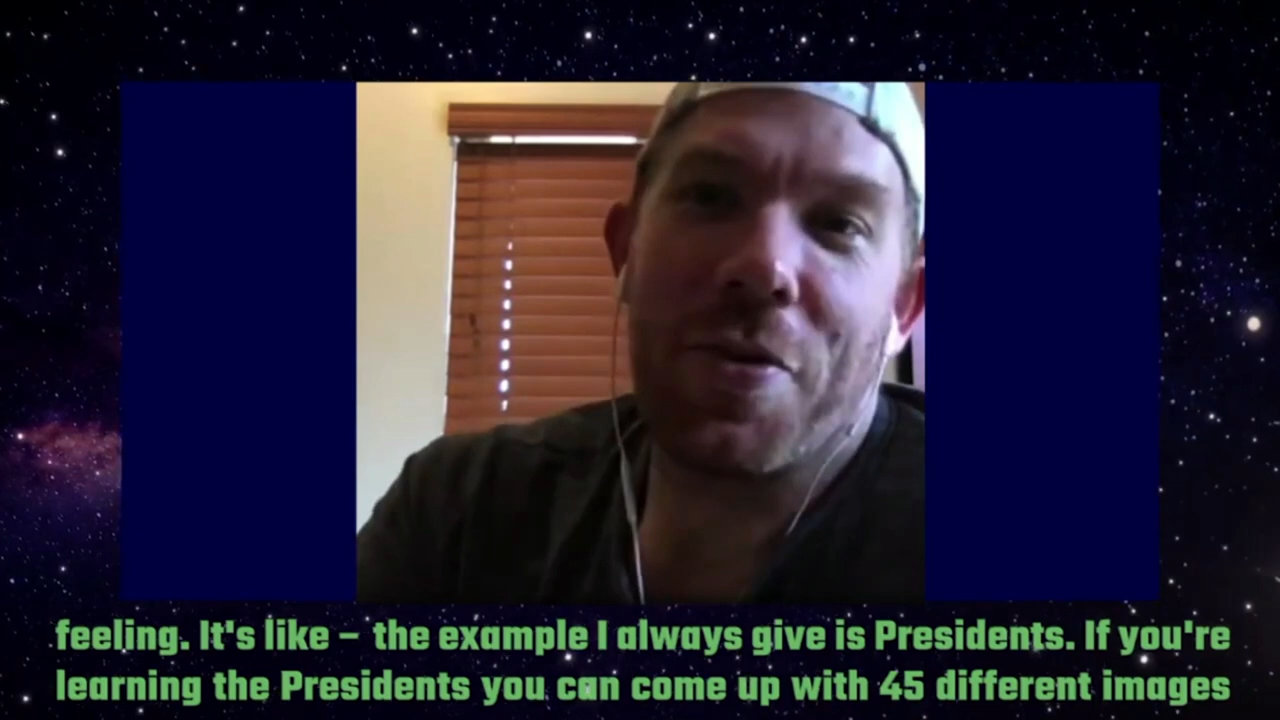 feeling. It's like – the example I always give is Presidents. If you're
learning the Presidents you can come up with 45 different images